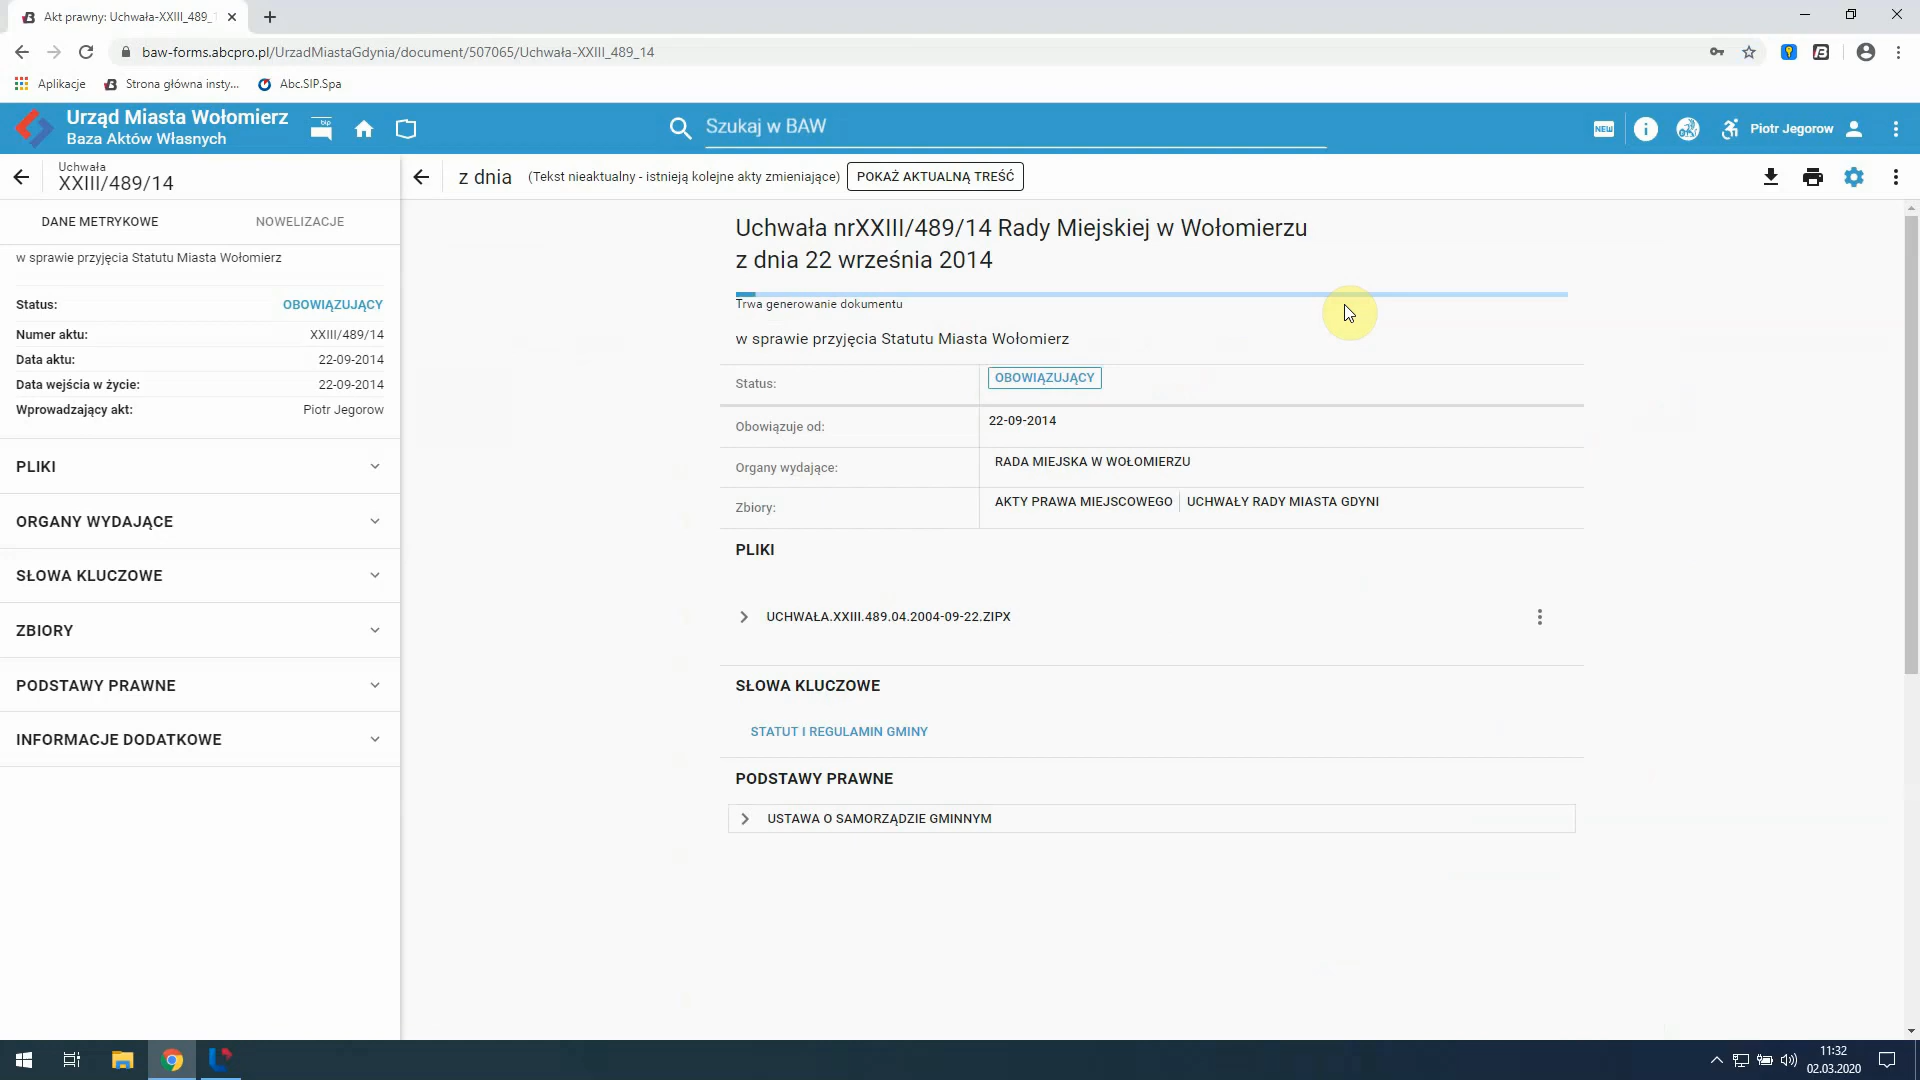 Akt prawny: Uchwała-XXIII_489_1
baw-forms.abcpro.pl/UrzadMiastaGdynia/document/507065/Uchwała-XXIII_489_14
Aplikacje
Strona główna insty...
Abc.SIP.Spa
Urząd Miasta Wołomierz
Baza Aktów Własnych
bip
Szukaj w BAW
NEW
Piotr Jegorow
Uchwała
XXIII/489/14
z dnia
(Tekst nieaktualny - istnieją kolejne akty zmieniające)
POKAŻ AKTUALNĄ TREŚĆ
DANE METRYKOWE
NOWELIZACJE
w sprawie przyjęcia Statutu Miasta Wołomierz
Status:
OBOWIĄZUJĄCY
Numer aktu:
XXIII/489/14
Data aktu:
22-09-2014
Data wejścia w życie:
22-09-2014
Wprowadzający akt:
Piotr Jegorow
PLIKI
ORGANY WYDAJĄCE
SŁOWA KLUCZOWE
ZBIORY
PODSTAWY PRAWNE
INFORMACJE DODATKOWE
Uchwała nrXXIII/489/14 Rady Miejskiej w Wołomierzu
z dnia 22 września 2014
Trwa generowanie dokumentu
w sprawie przyjęcia Statutu Miasta Wołomierz
Status:
OBOWIĄZUJĄCY
Obowiązuje od:
22-09-2014
Organy wydające:
RADA MIEJSKA W WOŁOMIERZU
Zbiory:
AKTY PRAWA MIEJSCOWEGO
UCHWAŁY RADY MIASTA GDYNI
PLIKI
UCHWAŁA.XXIII.489.04.2004-09-22.ZIPX
SŁOWA KLUCZOWE
STATUT I REGULAMIN GMINY
PODSTAWY PRAWNE
USTAWA O SAMORZĄDZIE GMINNYM
11:32
02.03.2020